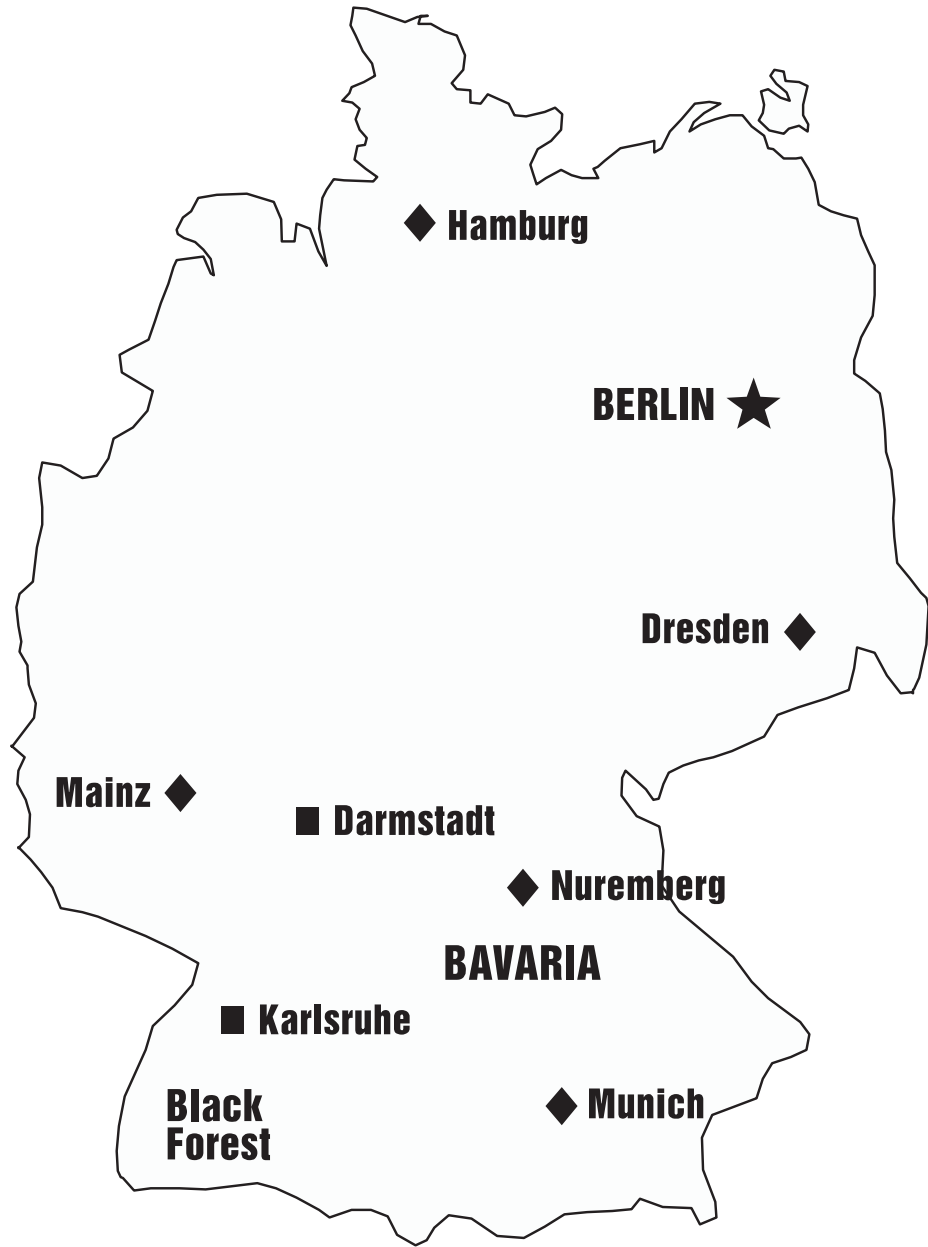 Hamburg
BERLIN
Dresden
Mainz
Darmstadt
Nuremberg
BAVARIA
Karlsruhe
Black
Forest
Munich